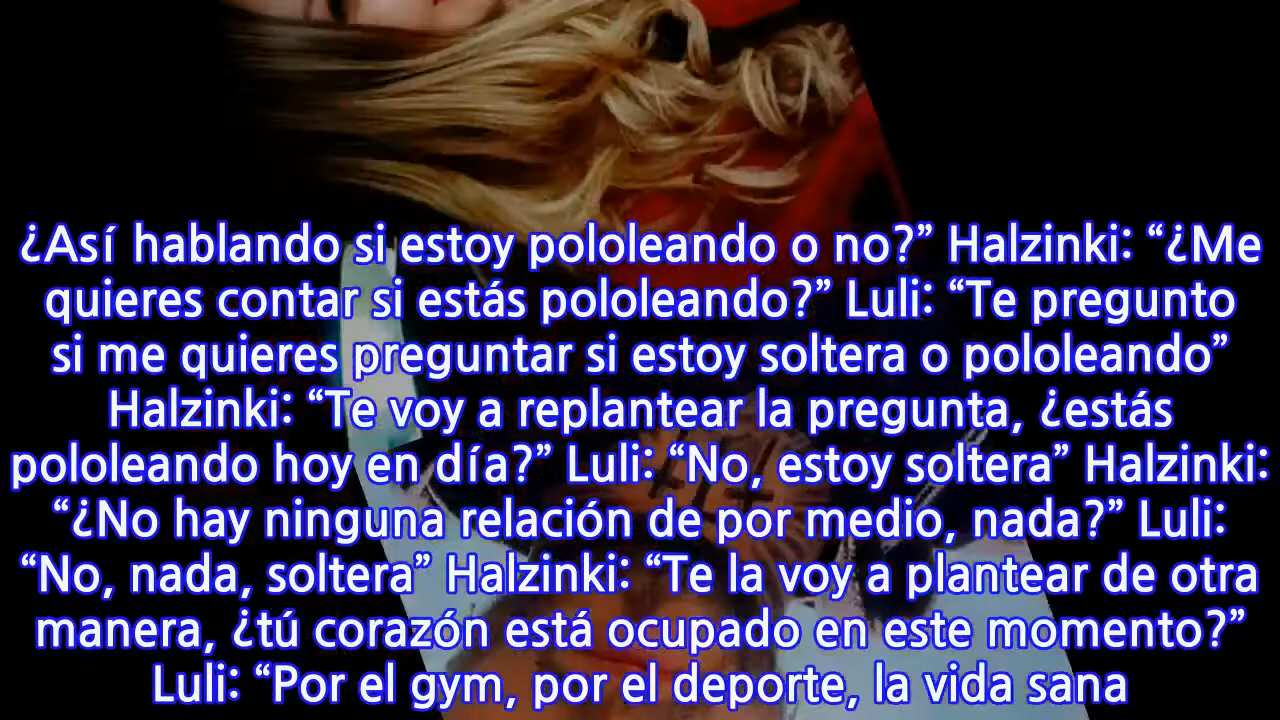 ¿Así hablando si estoy pololeando o no?” Halzinki: “¿Me
quieres contar si estás pololeando?” Luli: “Te pregunto
si me quieres preguntar si estoy soltera o pololeando”
Halzinki: “Te voy a replantear la pregunta, ¿estás
pololeando hoy en día?” Luli: “No, estoy soltera” Halzinki:
“¿No hay ninguna relación de por medio, nada?” Luli:
“No, nada, soltera” Halzinki: “Te la voy a plantear de otra
manera, ¿tú corazón está ocupado en este momento?”
Luli: “Por el gym, por el deporte, la vida sana